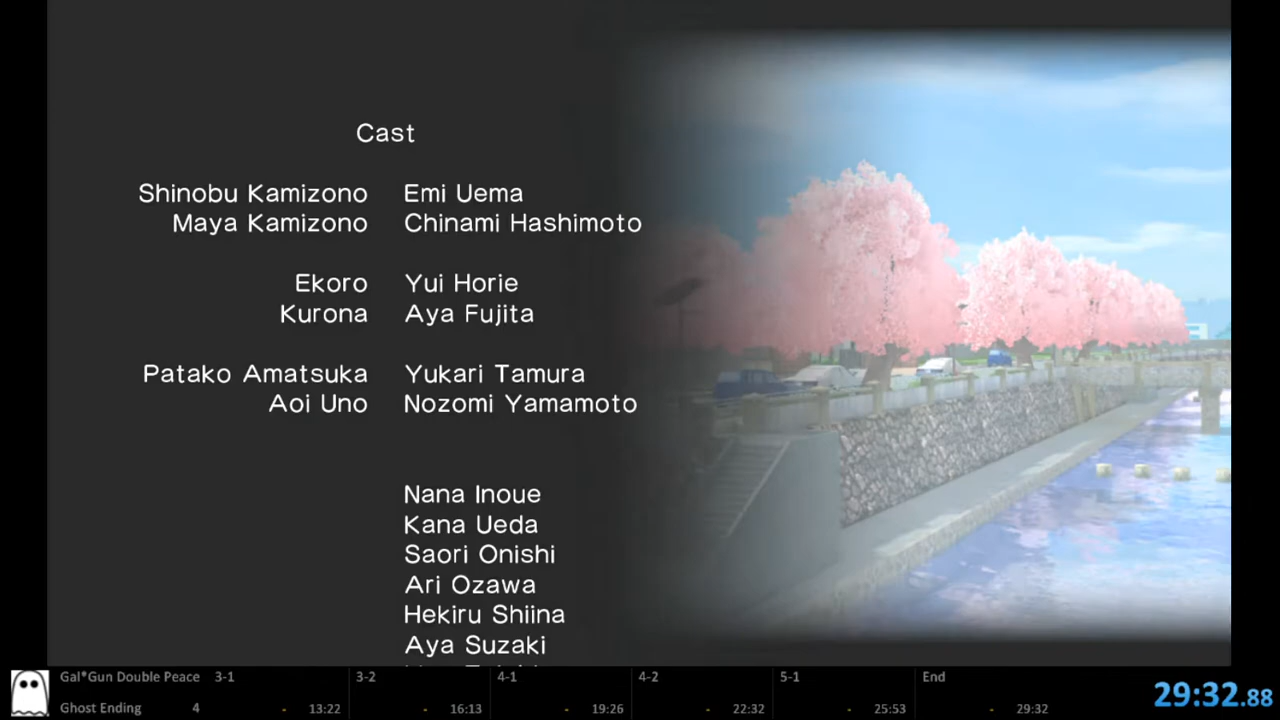 Cast
Shinobu Kamizono Emi Uema
Maya Kamizono Chinami Hashimoto
Ekoro Yui Horie
Kurona Aya Fujita
Patako Amatsuka Yukari Tamura
Aoi Uno Nozomi Yamamoto
Nana Inoue
Kana Ueda
Saori Onishi
Ari Ozawa
Hekiru Shiina
Aya Suzaki
Gal*Gun Double Peace 3-1 3-2 4-1 4-2 5-1 End
Ghost Ending 4 - 13:22 - 16:13 - 19:26 - 22:32 - 25:53 - 29:32
29:32.88